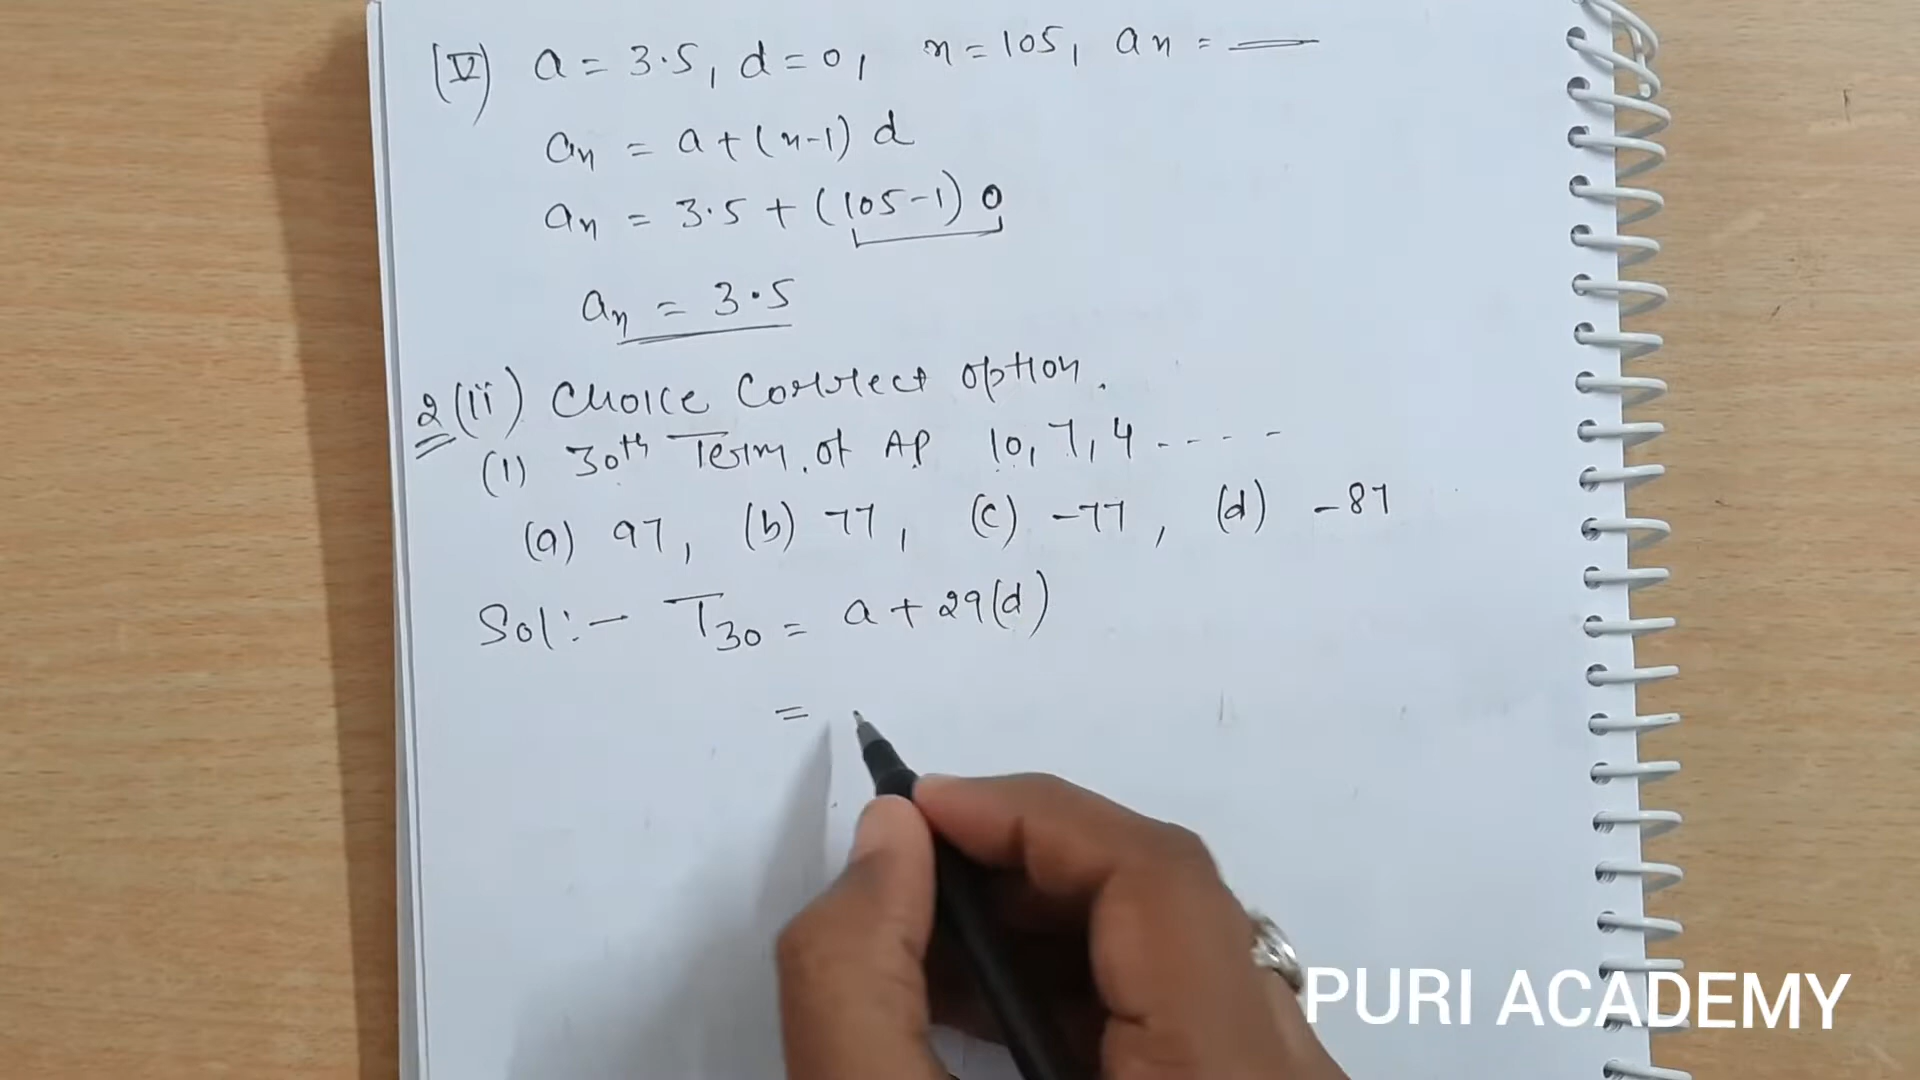 (V) a = 3.5, d = 0, n = 105, an = —
an = a + (n-1) d
an = 3.5 + (105-1) 0
an = 3.5
2 (ii) Choice Correct option.
(1) 30th Term of AP 10, 7, 4 - - - -
(a) 97, (b) 77, (c) -77, (d) -87
Sol:- T30 = a + 29(d)
=
PURI ACADEMY